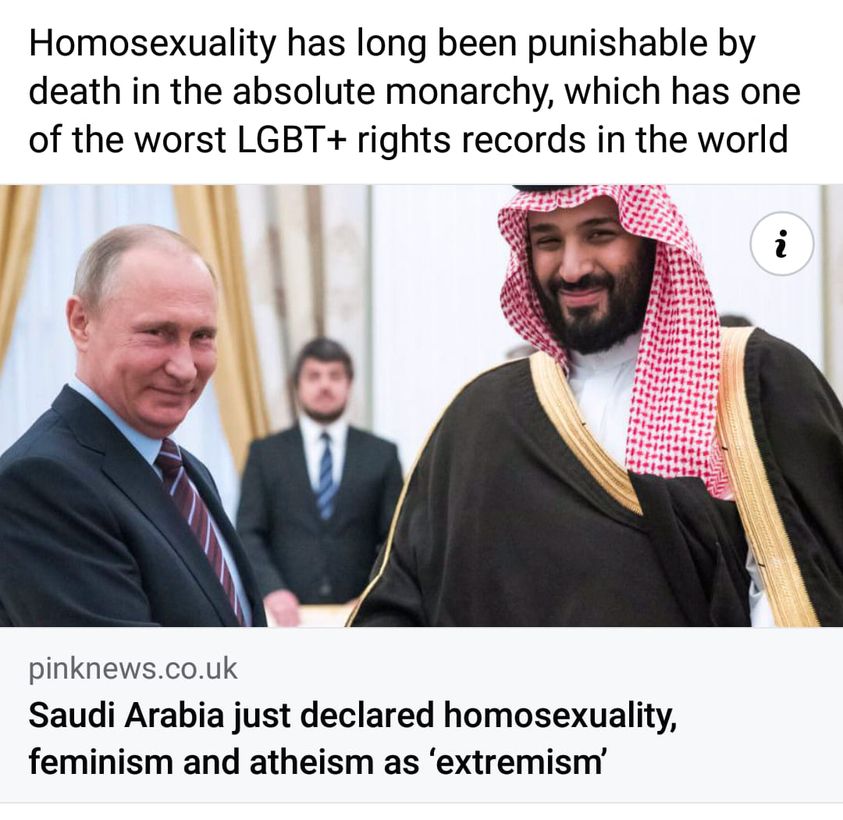 Homosexuality has long been punishable by
death in the absolute monarchy, which has one
of the worst LGBT+ rights records in the world
i
pinknews.co.uk
Saudi Arabia just declared homosexuality,
feminism and atheism as ‘extremism’